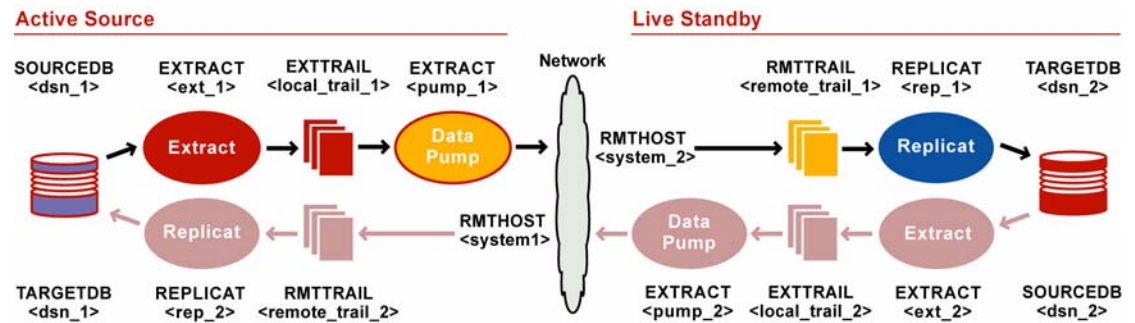 Active Source
Live Standby
SOURCEDB
<dsn_1>
EXTRACT
<ext_1>
EXTTRAIL
<local_trail_1>
EXTRACT
<pump_1>
Network
RMTTRAIL
<remote_trail_1>
REPLICAT
<rep_1>
TARGETDB
<dsn_2>
Extract
Data
Pump
RMTHOST
<system_2>
Replicat
Replicat
RMTHOST
<system1>
Data
Pump
Extract
TARGETDB
<dsn_1>
REPLICAT
<rep_2>
RMTTRAIL
<remote_trail_2>
EXTRACT
<pump_2>
EXTTRAIL
<local_trail_2>
EXTRACT
<ext_2>
SOURCEDB
<dsn_2>